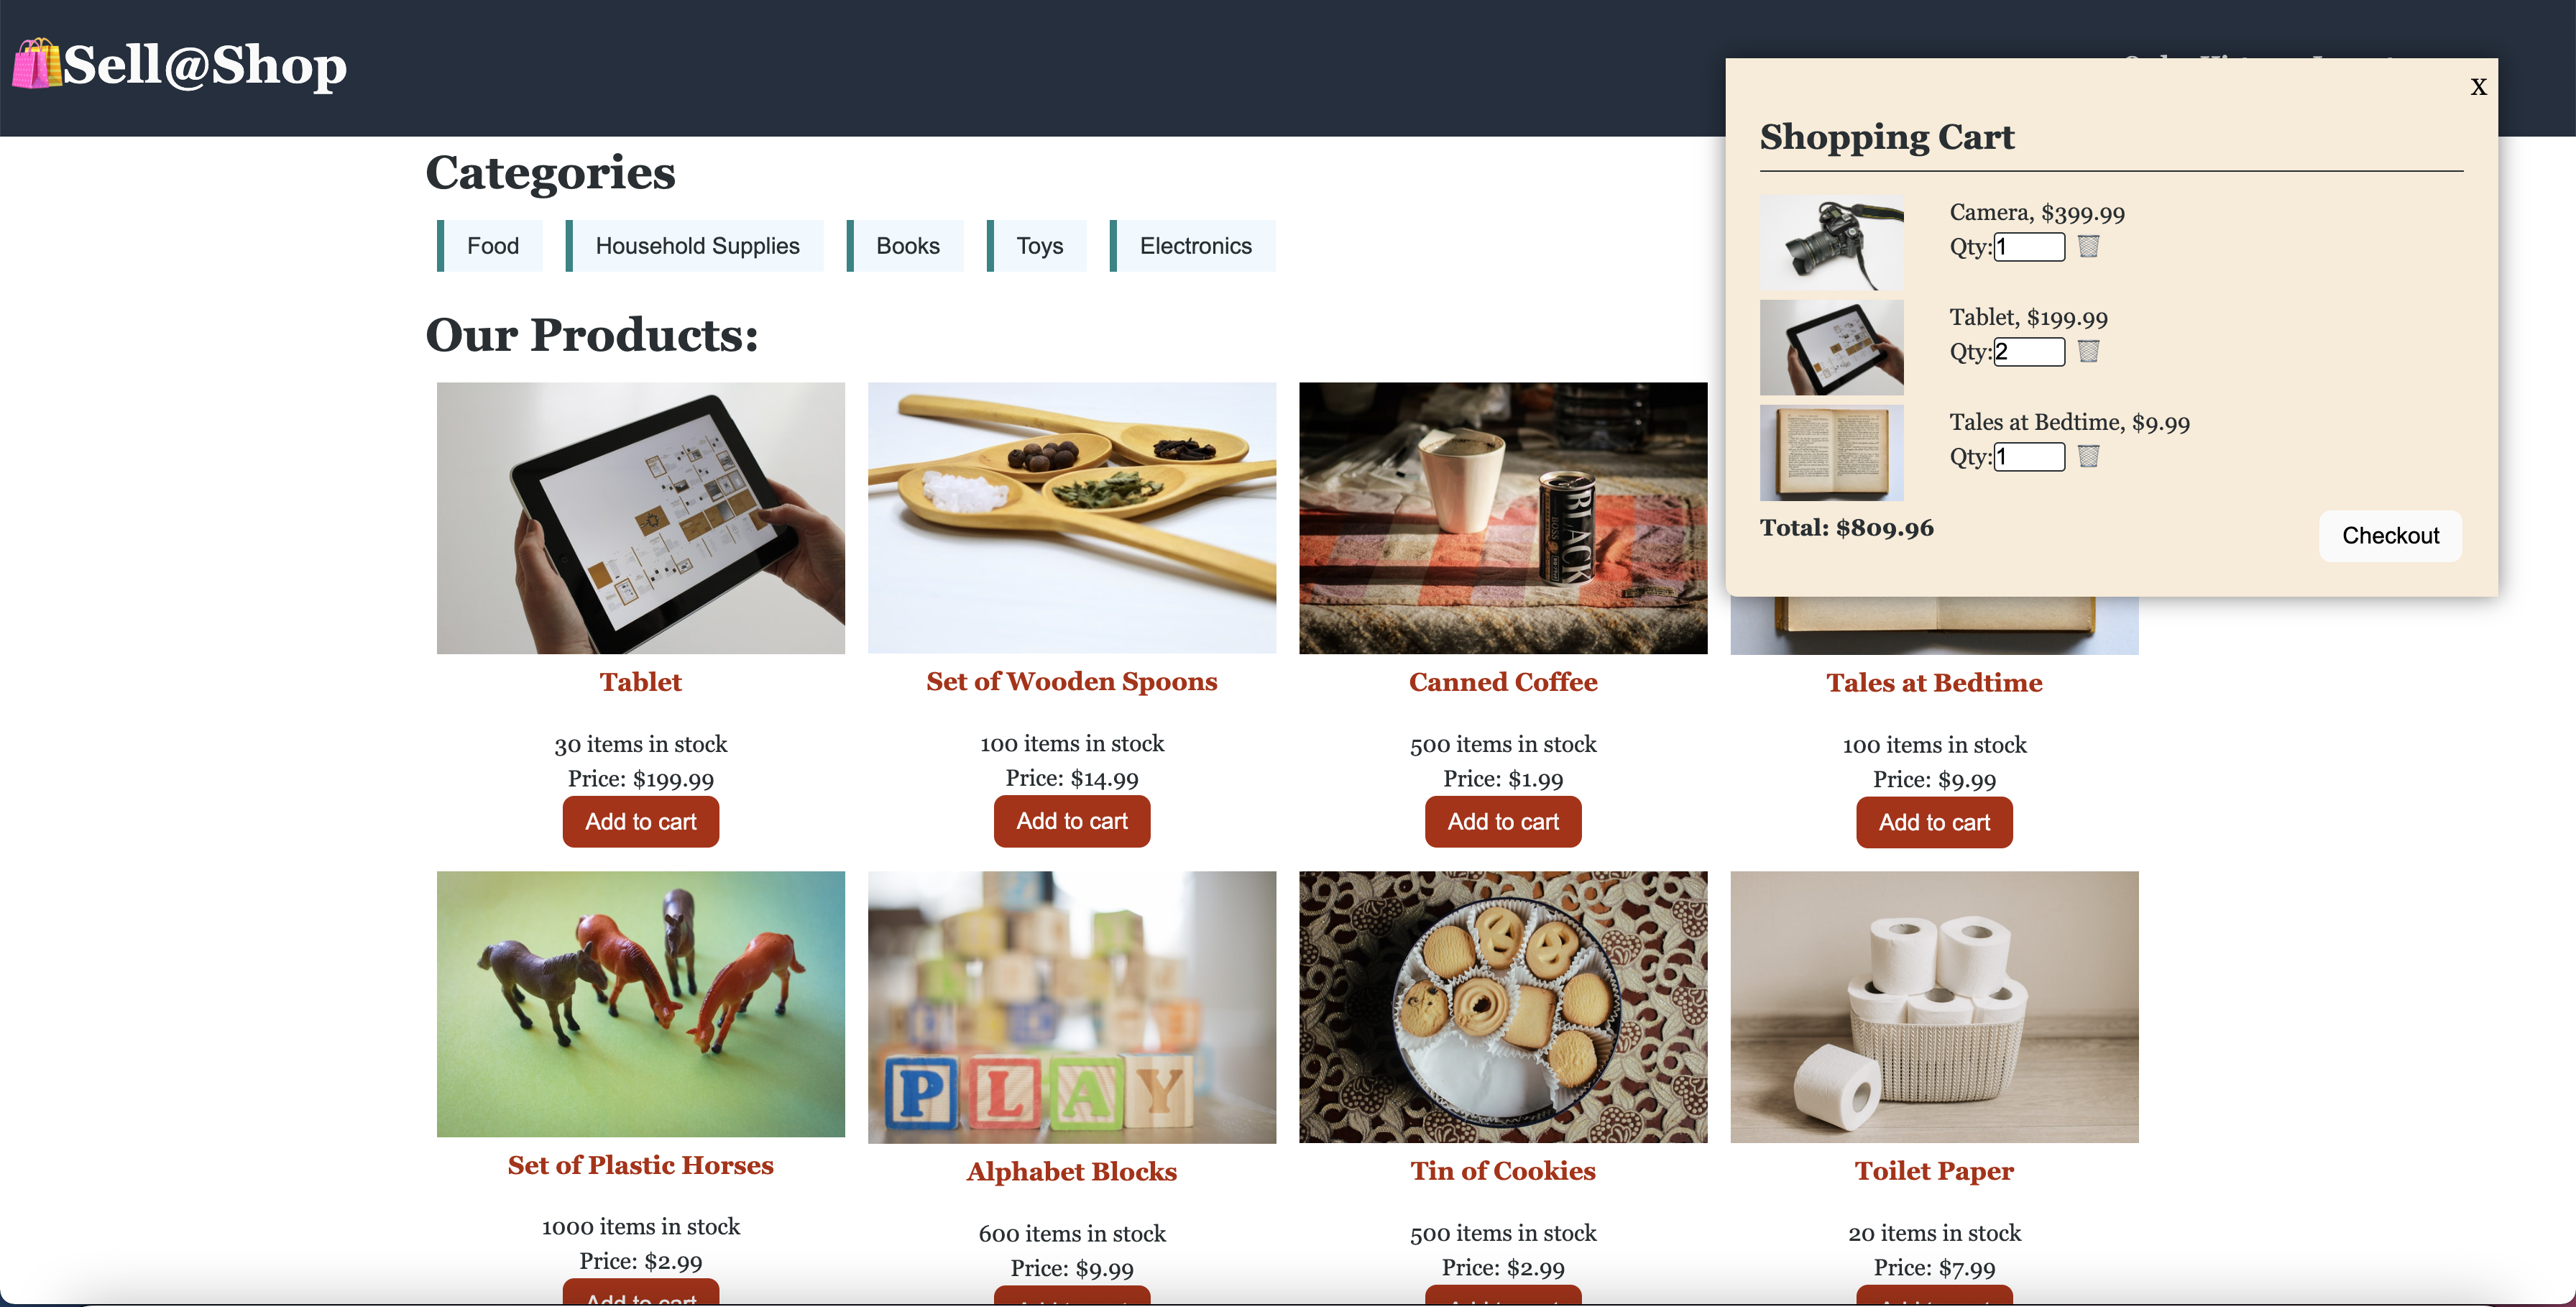 Sell@Shop
X
Shopping Cart
Camera, $399.99
Qty:1
Tablet, $199.99
Qty:2
Tales at Bedtime, $9.99
Qty:1
Total: $809.96
Checkout
Categories
Food
Household Supplies
Books
Toys
Electronics
Our Products:
BLACK
BOSS
Tablet
30 items in stock
Price: $199.99
Add to cart
Set of Wooden Spoons
100 items in stock
Price: $14.99
Add to cart
Canned Coffee
500 items in stock
Price: $1.99
Add to cart
Tales at Bedtime
100 items in stock
Price: $9.99
Add to cart
PLAY
Set of Plastic Horses
1000 items in stock
Price: $2.99
Add to cart
Alphabet Blocks
600 items in stock
Price: $9.99
Tin of Cookies
500 items in stock
Price: $2.99
Toilet Paper
20 items in stock
Price: $7.99